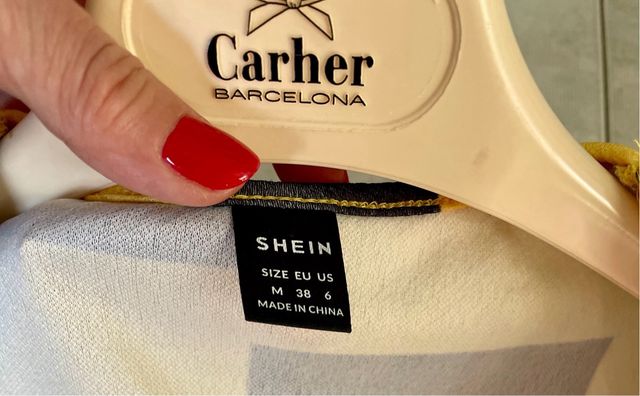 Carher
BARCELONA
SHEIN
SIZE EU US
M 38 6
MADE IN CHINA